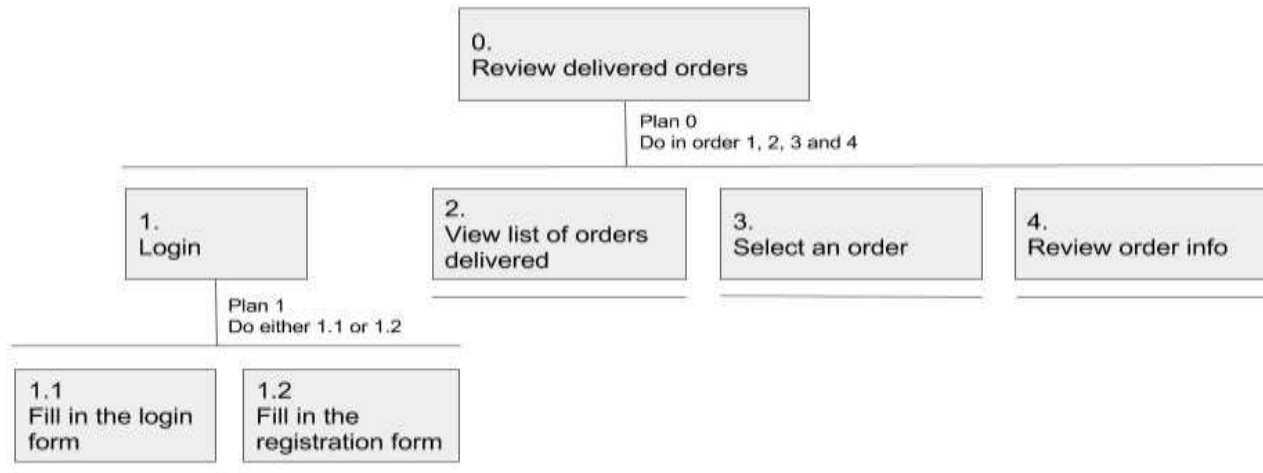 0.
Review delivered orders
Plan 0
Do in order 1, 2, 3 and 4
1.
Login
2.
View list of orders
delivered
3.
Select an order
4.
Review order info
Plan 1
Do either 1.1 or 1.2
1.1
Fill in the login
form
1.2
Fill in the
registration form